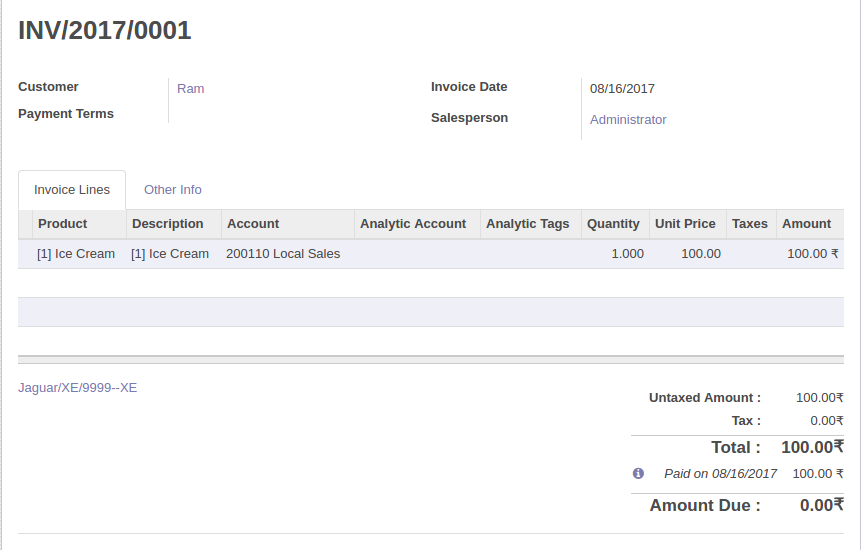 INV/2017/0001
Customer Ram Invoice Date 08/16/2017
Payment Terms Salesperson Administrator
Invoice Lines Other Info
Product Description Account Analytic Account Analytic Tags Quantity Unit Price Taxes Amount
[1] Ice Cream [1] Ice Cream 200110 Local Sales 1.000 100.00 100.00 ₹
Jaguar/XE/9999--XE
Untaxed Amount : 100.00₹
Tax : 0.00₹
Total : 100.00₹
Paid on 08/16/2017 100.00 ₹
Amount Due : 0.00₹